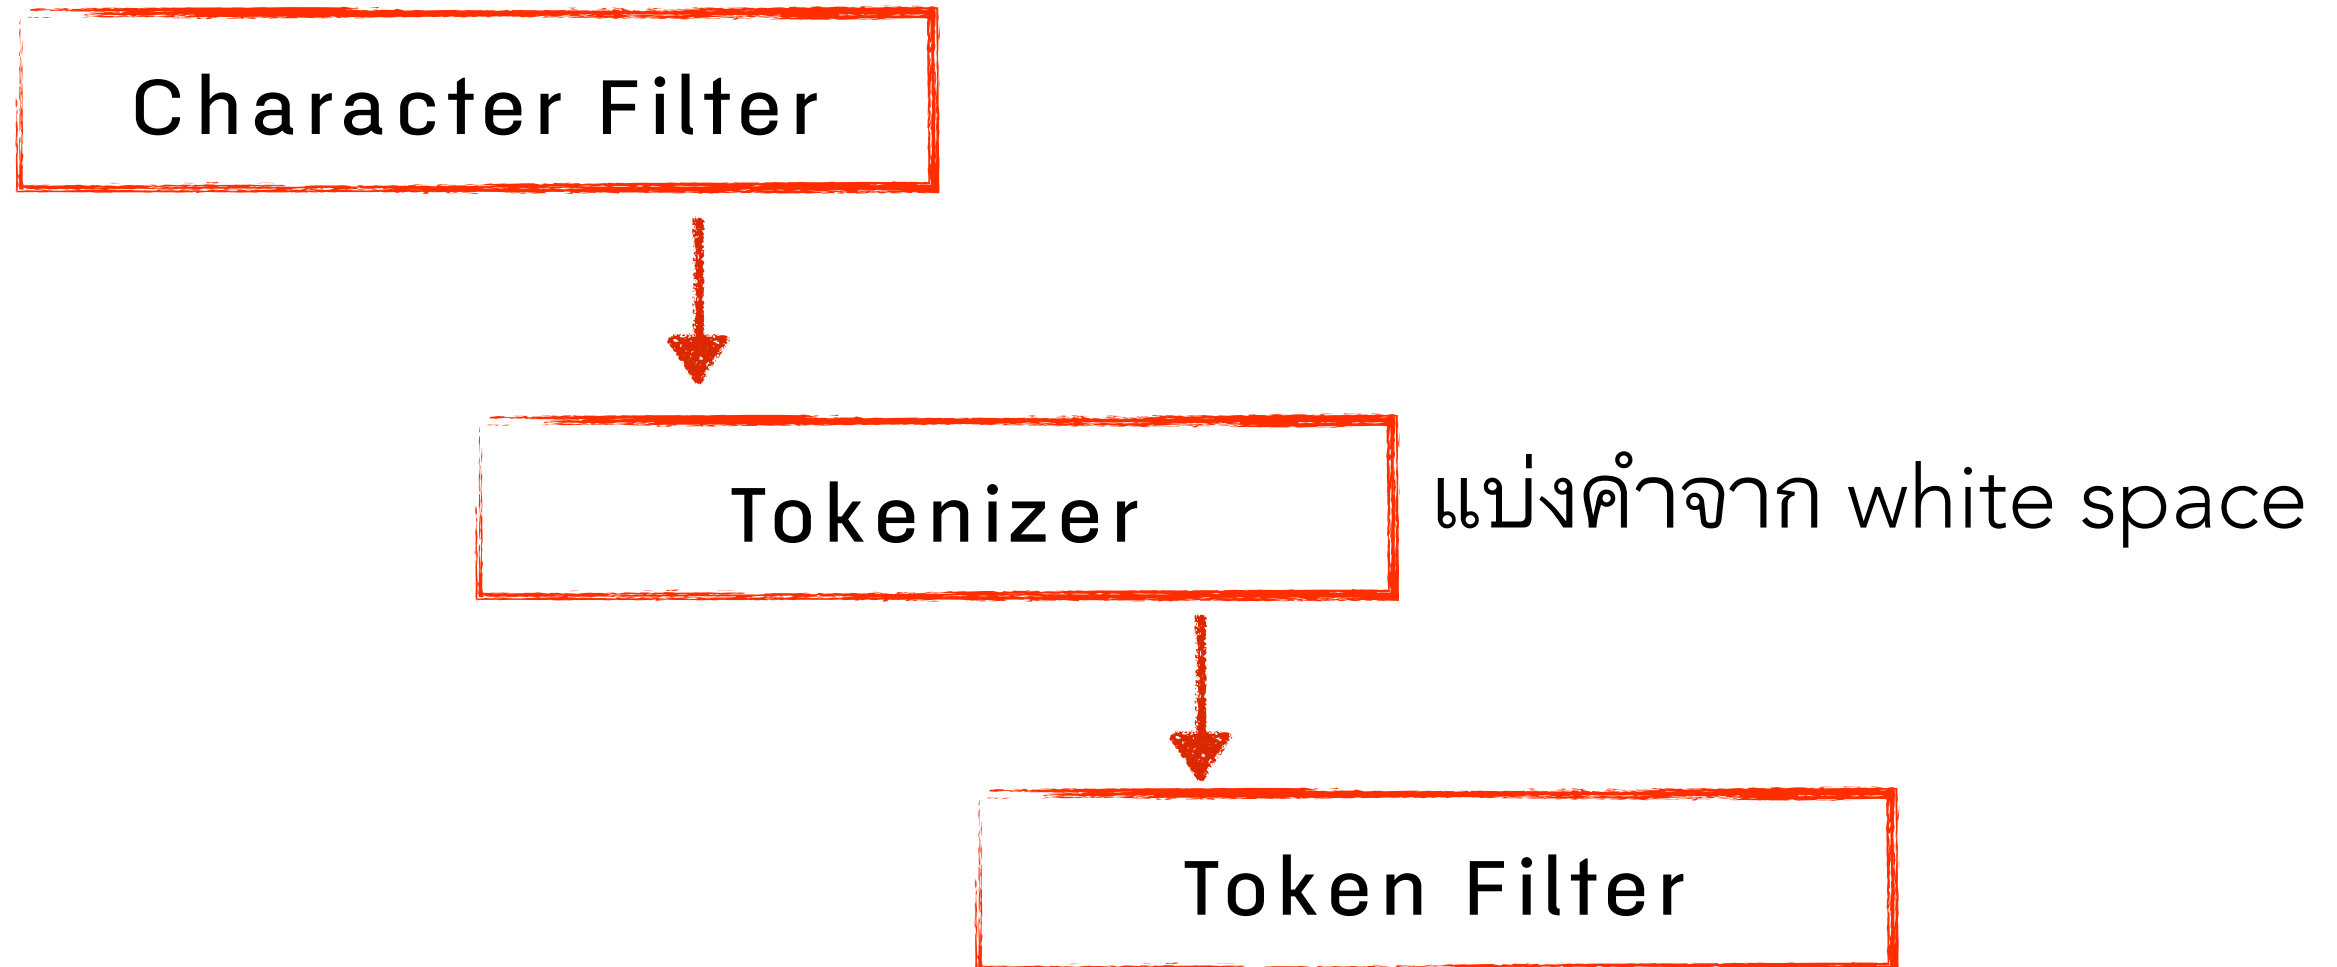 Character Filter
Tokenizer
แบ่งคำจาก white space
Token Filter